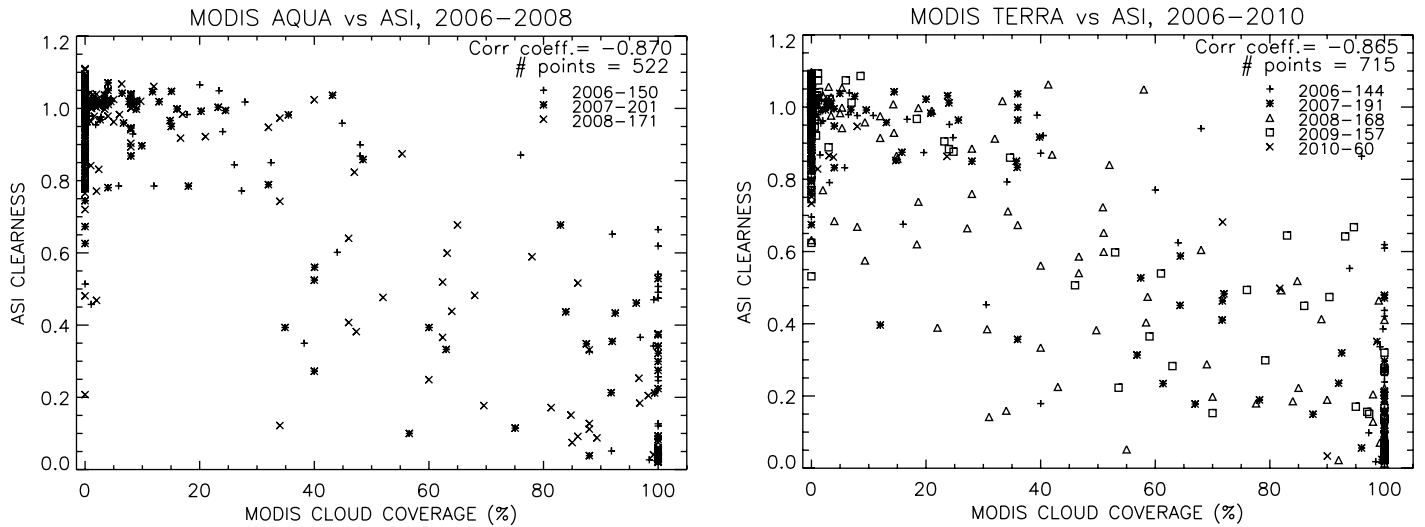 MODIS AQUA vs ASI, 2006-2008
Corr coeff.= -0.870
# points = 522
+ 2006-150
* 2007-201
× 2008-171
1.2
1.0
0.8
0.6
0.4
0.2
0.0
ASI CLEARNESS
0 20 40 60 80 100
MODIS CLOUD COVERAGE (%)
MODIS TERRA vs ASI, 2006-2010
Corr coeff.= -0.865
# points = 715
+ 2006-144
* 2007-191
△ 2008-168
□ 2009-157
× 2010-60
1.2
1.0
0.8
0.6
0.4
0.2
0.0
ASI CLEARNESS
0 20 40 60 80 100
MODIS CLOUD COVERAGE (%)